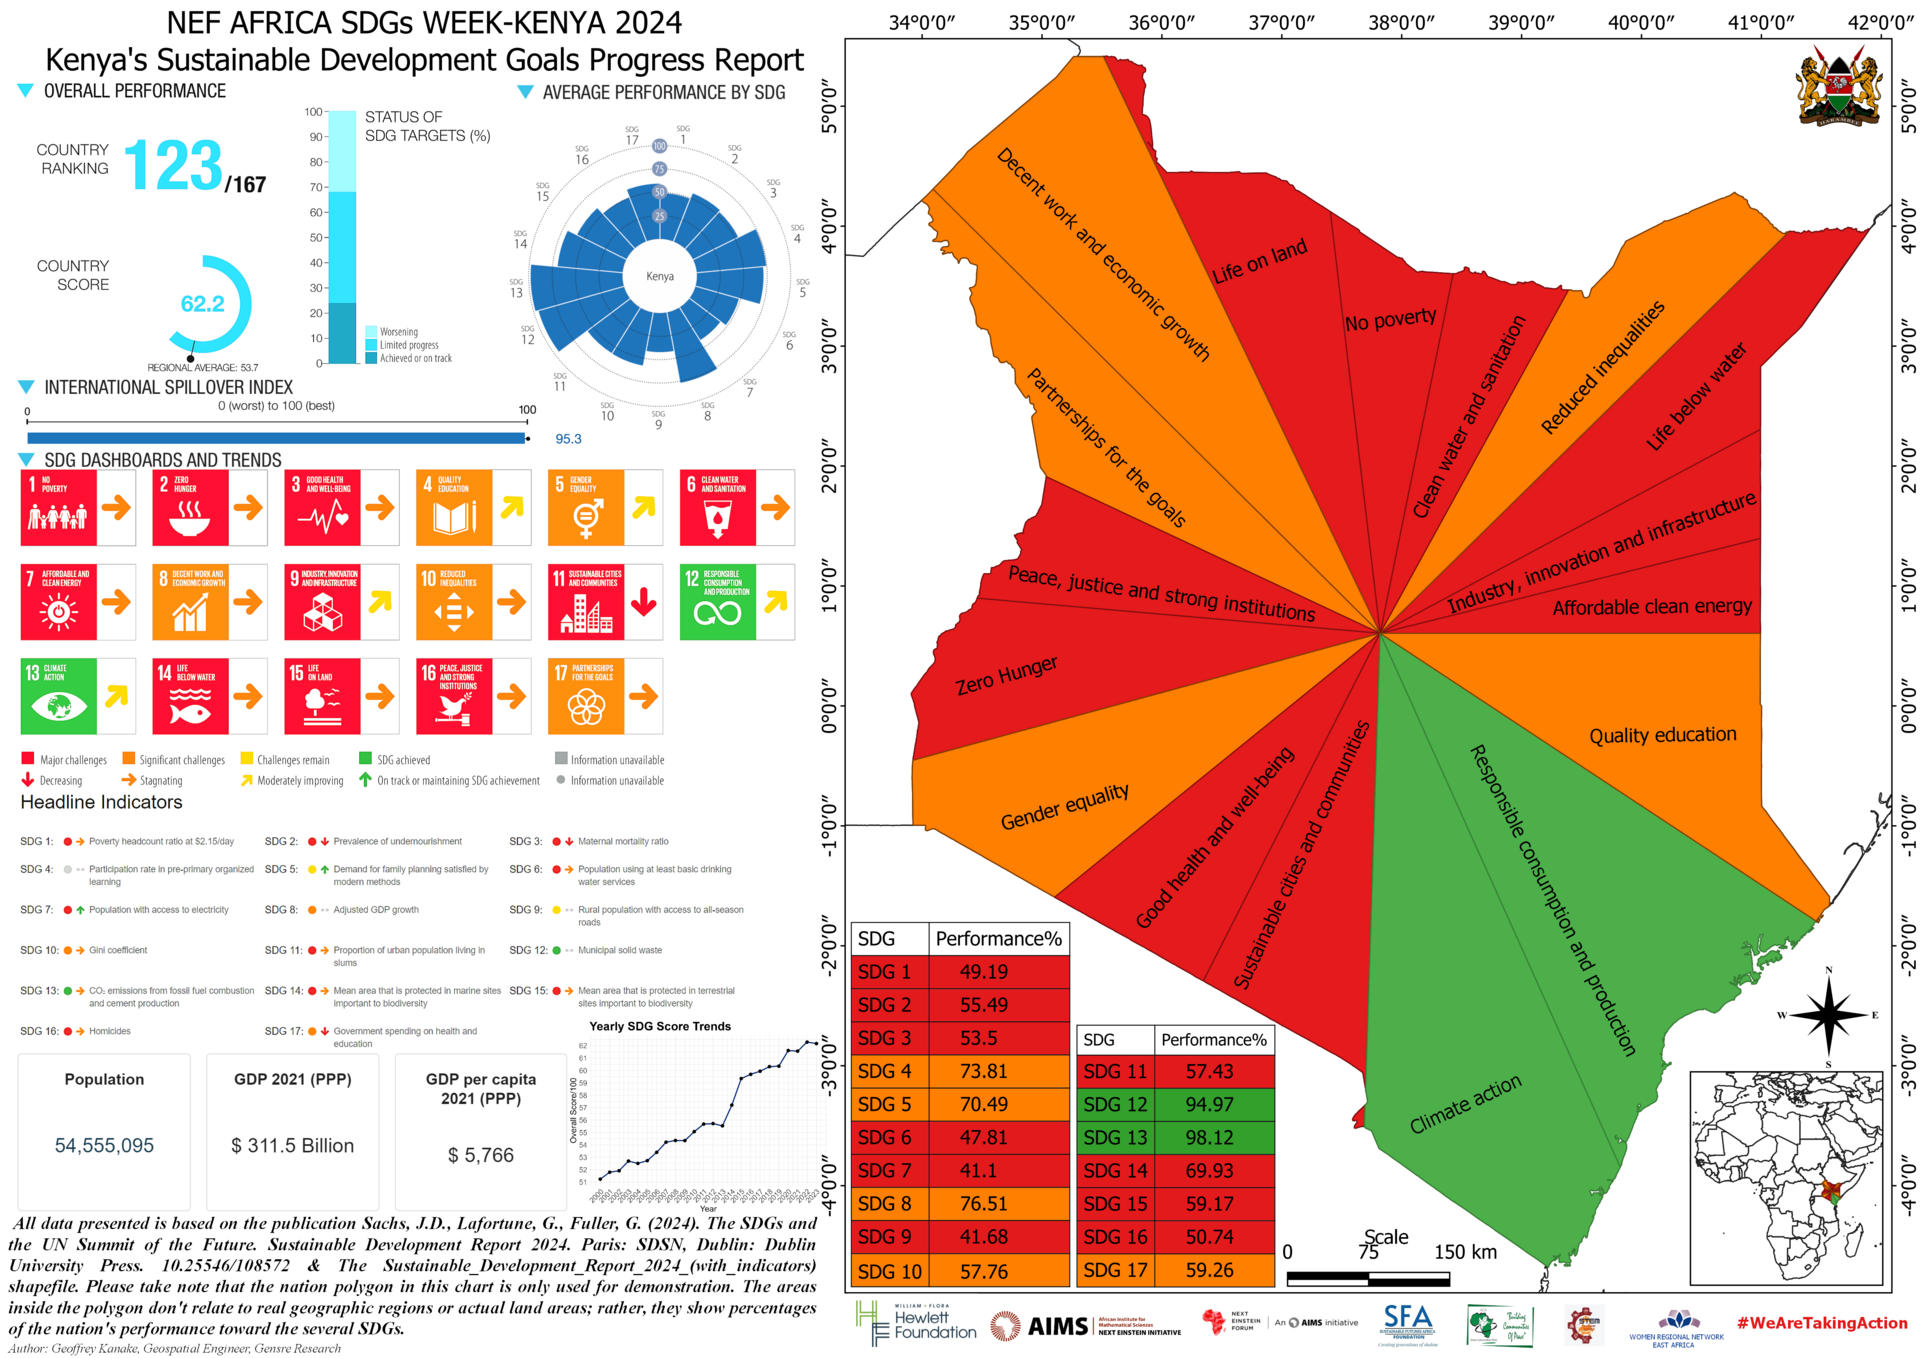 NEF AFRICA SDGs WEEK-KENYA 2024
Kenya's Sustainable Development Goals Progress Report
OVERALL PERFORMANCE
COUNTRY
RANKING
123/167
COUNTRY
SCORE
62.2
REGIONAL AVERAGE: 53.7
STATUS OF
SDG TARGETS (%)
100
90
80
70
60
50
40
30
20
10
0
Worsening
Limited progress
Achieved or on track
AVERAGE PERFORMANCE BY SDG
SDG 1
SDG 2
SDG 3
SDG 4
SDG 5
SDG 6
SDG 7
SDG 8
SDG 9
SDG 10
SDG 11
SDG 12
SDG 13
SDG 14
SDG 15
SDG 16
SDG 17
100
75
50
25
Kenya
INTERNATIONAL SPILLOVER INDEX
0 (worst) to 100 (best)
0 100
95.3
SDG DASHBOARDS AND TRENDS
1 NO POVERTY
2 ZERO HUNGER
3 GOOD HEALTH AND WELL-BEING
4 QUALITY EDUCATION
5 GENDER EQUALITY
6 CLEAN WATER AND SANITATION
7 AFFORDABLE AND CLEAN ENERGY
8 DECENT WORK AND ECONOMIC GROWTH
9 INDUSTRY, INNOVATION AND INFRASTRUCTURE
10 REDUCED INEQUALITIES
11 SUSTAINABLE CITIES AND COMMUNITIES
12 RESPONSIBLE CONSUMPTION AND PRODUCTION
13 CLIMATE ACTION
14 LIFE BELOW WATER
15 LIFE ON LAND
16 PEACE, JUSTICE AND STRONG INSTITUTIONS
17 PARTNERSHIPS FOR THE GOALS
Major challenges Significant challenges Challenges remain SDG achieved Information unavailable
Decreasing Stagnating Moderately improving On track or maintaining SDG achievement Information unavailable
Headline Indicators
SDG 1: Poverty headcount ratio at $2.15/day
SDG 2: Prevalence of undernourishment
SDG 3: Maternal mortality ratio
SDG 4: Participation rate in pre-primary organized
learning
SDG 5: Demand for family planning satisfied by
modern methods
SDG 6: Population using at least basic drinking
water services
SDG 7: Population with access to electricity
SDG 8: Adjusted GDP growth
SDG 9: Rural population with access to all-season
roads
SDG 10: Gini coefficient
SDG 11: Proportion of urban population living in
slums
SDG 12: Municipal solid waste
SDG 13: CO₂ emissions from fossil fuel combustion
and cement production
SDG 14: Mean area that is protected in marine sites
important to biodiversity
SDG 15: Mean area that is protected in terrestrial
sites important to biodiversity
SDG 16: Homicides
SDG 17: Government spending on health and
education
Population
54,555,095
GDP 2021 (PPP)
$ 311.5 Billion
GDP per capita
2021 (PPP)
$ 5,766
Yearly SDG Score Trends
Overall Score/100
62
61
60
59
58
57
56
55
54
53
52
51
2000 2001 2002 2003 2004 2005 2006 2007 2008 2009 2010 2011 2012 2013 2014 2015 2016 2017 2018 2019 2020 2021 2022 2023
Year
All data presented is based on the publication Sachs, J.D., Lafortune, G., Fuller, G. (2024). The SDGs and
the UN Summit of the Future. Sustainable Development Report 2024. Paris: SDSN, Dublin: Dublin
University Press. 10.25546/108572 & The Sustainable_Development_Report_2024_(with_indicators)
shapefile. Please take note that the nation polygon in this chart is only used for demonstration. The areas
inside the polygon don't relate to real geographic regions or actual land areas; rather, they show percentages
of the nation's performance toward the several SDGs.
Author: Geoffrey Kanake, Geospatial Engineer, Gensre Research
34°0′0″ 35°0′0″ 36°0′0″ 37°0′0″ 38°0′0″ 39°0′0″ 40°0′0″ 41°0′0″ 42°0′0″
5°0′0″ 5°0′0″
4°0′0″ 4°0′0″
3°0′0″ 3°0′0″
2°0′0″ 2°0′0″
1°0′0″ 1°0′0″
0°0′0″ 0°0′0″
-1°0′0″ -1°0′0″
-2°0′0″ -2°0′0″
-3°0′0″ -3°0′0″
-4°0′0″ -4°0′0″
HARAMBEE
Decent work and economic growth
Life on land
No poverty
Clean water and sanitation
Reduced inequalities
Life below water
Partnerships for the goals
Industry, innovation and infrastructure
Peace, justice and strong institutions
Affordable clean energy
Zero Hunger
Quality education
Gender equality
Good health and well-being
Sustainable cities and communities
Responsible consumption and production
Climate action
SDG Performance%
SDG 1 49.19
SDG 2 55.49
SDG 3 53.5
SDG 4 73.81
SDG 5 70.49
SDG 6 47.81
SDG 7 41.1
SDG 8 76.51
SDG 9 41.68
SDG 10 57.76
SDG Performance%
SDG 11 57.43
SDG 12 94.97
SDG 13 98.12
SDG 14 69.93
SDG 15 59.17
SDG 16 50.74
SDG 17 59.26
Scale
0 75 150 km
N
W E
S
WILLIAM + FLORA
Hewlett
Foundation
AIMS
African Institute for
Mathematical Sciences
NEXT EINSTEIN INITIATIVE
NEXT
EINSTEIN
FORUM
An AIMS initiative
SFA
SUSTAINABLE FUTURES AFRICA
"Building
Communities
Of Peace"
STEM
WOMEN REGIONAL NETWORK
EAST AFRICA
#WeAreTakingAction